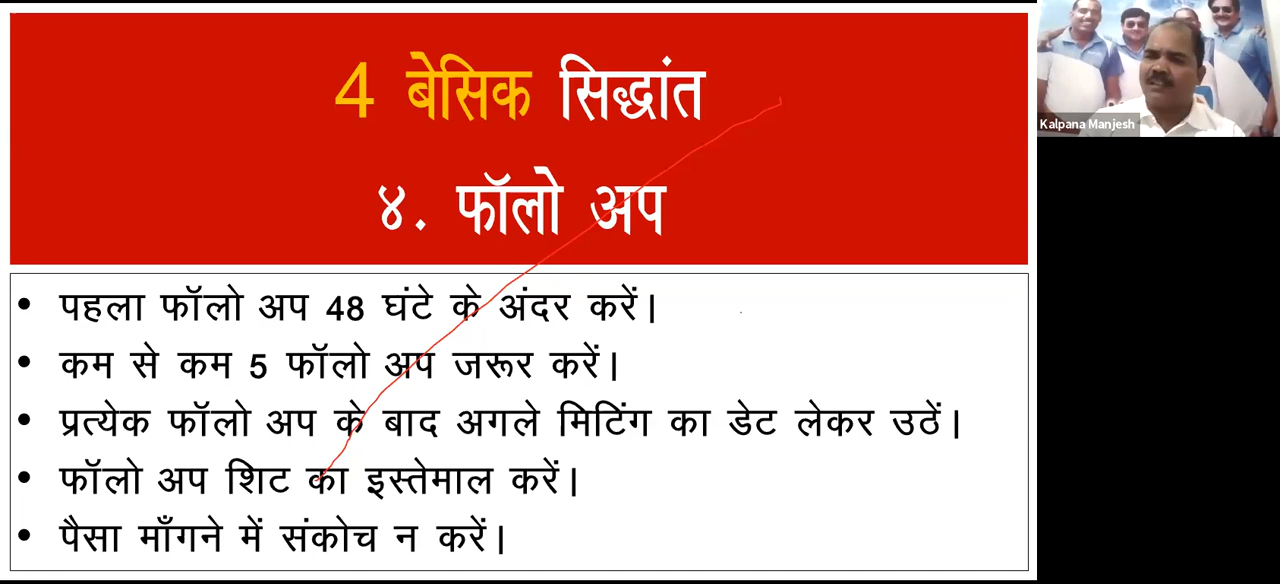 4 बेसिक सिद्धांत
४. फॉलो अप
• पहला फॉलो अप 48 घंटे के अंदर करें।
• कम से कम 5 फॉलो अप जरूर करें।
• प्रत्येक फॉलो अप के बाद अगले मिटिंग का डेट लेकर उठें।
• फॉलो अप शिट का इस्तेमाल करें।
• पैसा माँगने में संकोच न करें।
Kalpana Manjesh